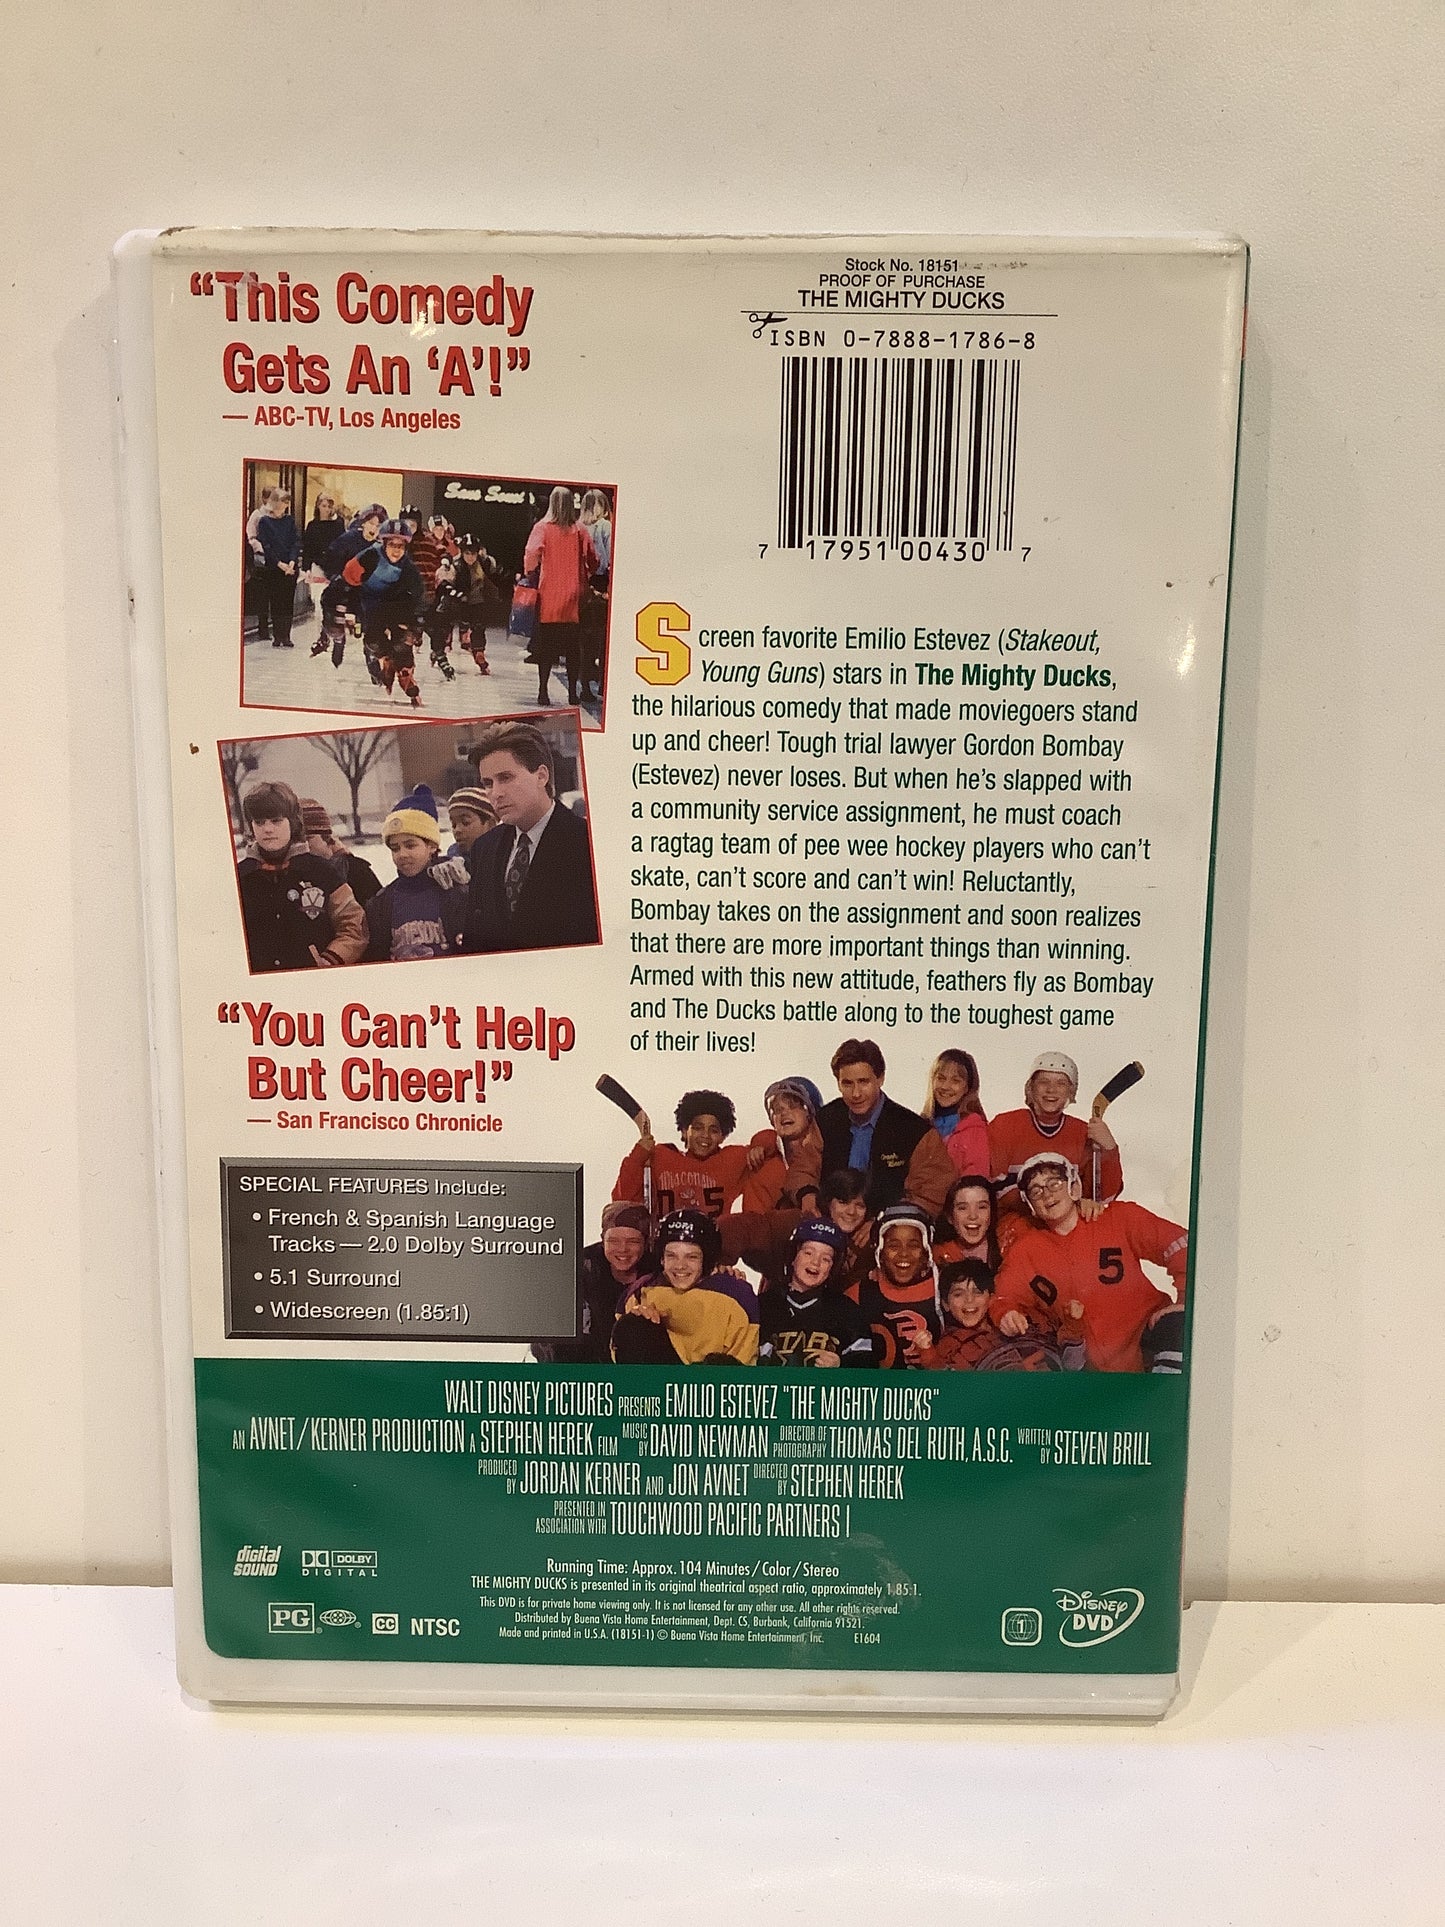 “This Comedy
Gets An ‘A’!”
— ABC-TV, Los Angeles
Stock No. 18151
PROOF OF PURCHASE
THE MIGHTY DUCKS
ISBN 0-7888-1786-8
7 17951 00430 7
Screen favorite Emilio Estevez (Stakeout,
Young Guns) stars in The Mighty Ducks,
the hilarious comedy that made moviegoers stand
up and cheer! Tough trial lawyer Gordon Bombay
(Estevez) never loses. But when he’s slapped with
a community service assignment, he must coach
a ragtag team of pee wee hockey players who can’t
skate, can’t score and can’t win! Reluctantly,
Bombay takes on the assignment and soon realizes
that there are more important things than winning.
Armed with this new attitude, feathers fly as Bombay
and The Ducks battle along to the toughest game
of their lives!
“You Can’t Help
But Cheer!”
— San Francisco Chronicle
SPECIAL FEATURES Include:
• French & Spanish Language
Tracks — 2.0 Dolby Surround
• 5.1 Surround
• Widescreen (1.85:1)
Wisconsin
JOFA
JOFA
5
0
STARS
WALT DISNEY PICTURES PRESENTS EMILIO ESTEVEZ "THE MIGHTY DUCKS"
AN AVNET/KERNER PRODUCTION A STEPHEN HEREK FILM MUSIC BY DAVID NEWMAN DIRECTOR OF PHOTOGRAPHY THOMAS DEL RUTH, A.S.C. WRITTEN BY STEVEN BRILL
PRODUCED BY JORDAN KERNER AND JON AVNET DIRECTED BY STEPHEN HEREK
PRESENTED IN ASSOCIATION WITH TOUCHWOOD PACIFIC PARTNERS I
digital SOUND
DOLBY DIGITAL
Running Time: Approx. 104 Minutes / Color / Stereo
THE MIGHTY DUCKS is presented in its original theatrical aspect ratio, approximately 1.85:1.
This DVD is for private home viewing only. It is not licensed for any other use. All other rights reserved.
Distributed by Buena Vista Home Entertainment, Dept. CS, Burbank, California 91521.
Made and printed in U.S.A. (18151-1) © Buena Vista Home Entertainment, Inc. E1604
PG ® ® CC NTSC
1
DISNEY DVD